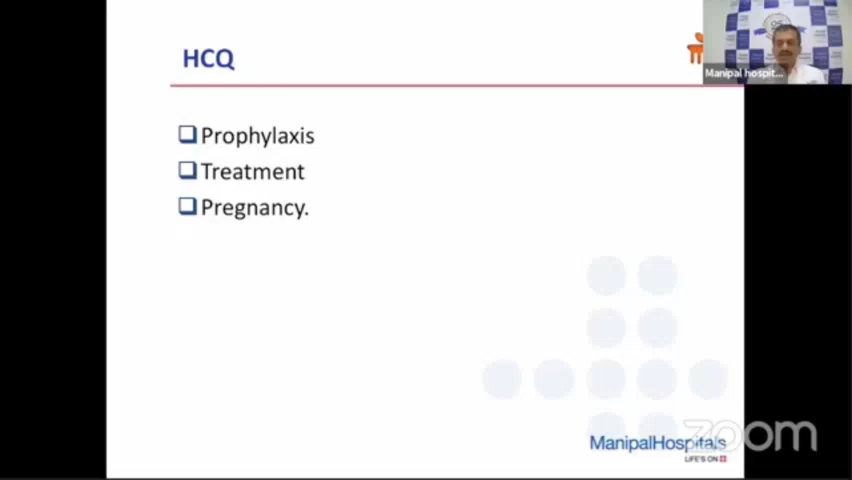 HCQ
Manipal hospit...
Prophylaxis
Treatment
Pregnancy.
ManipalHospitals
LIFE'S ON
zoom